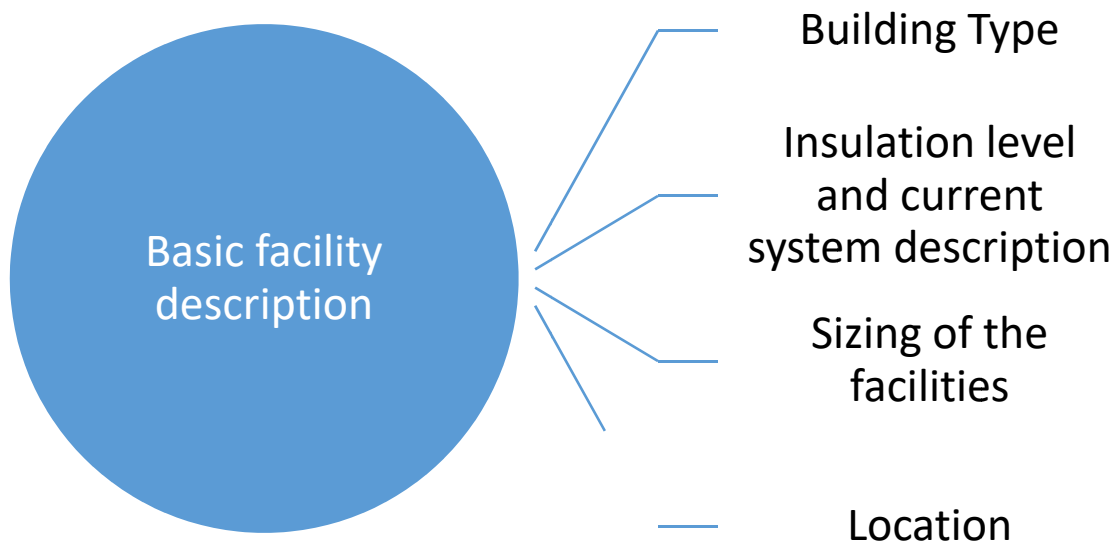 Basic facility
description
Building Type
Insulation level
and current
system description
Sizing of the
facilities
Location